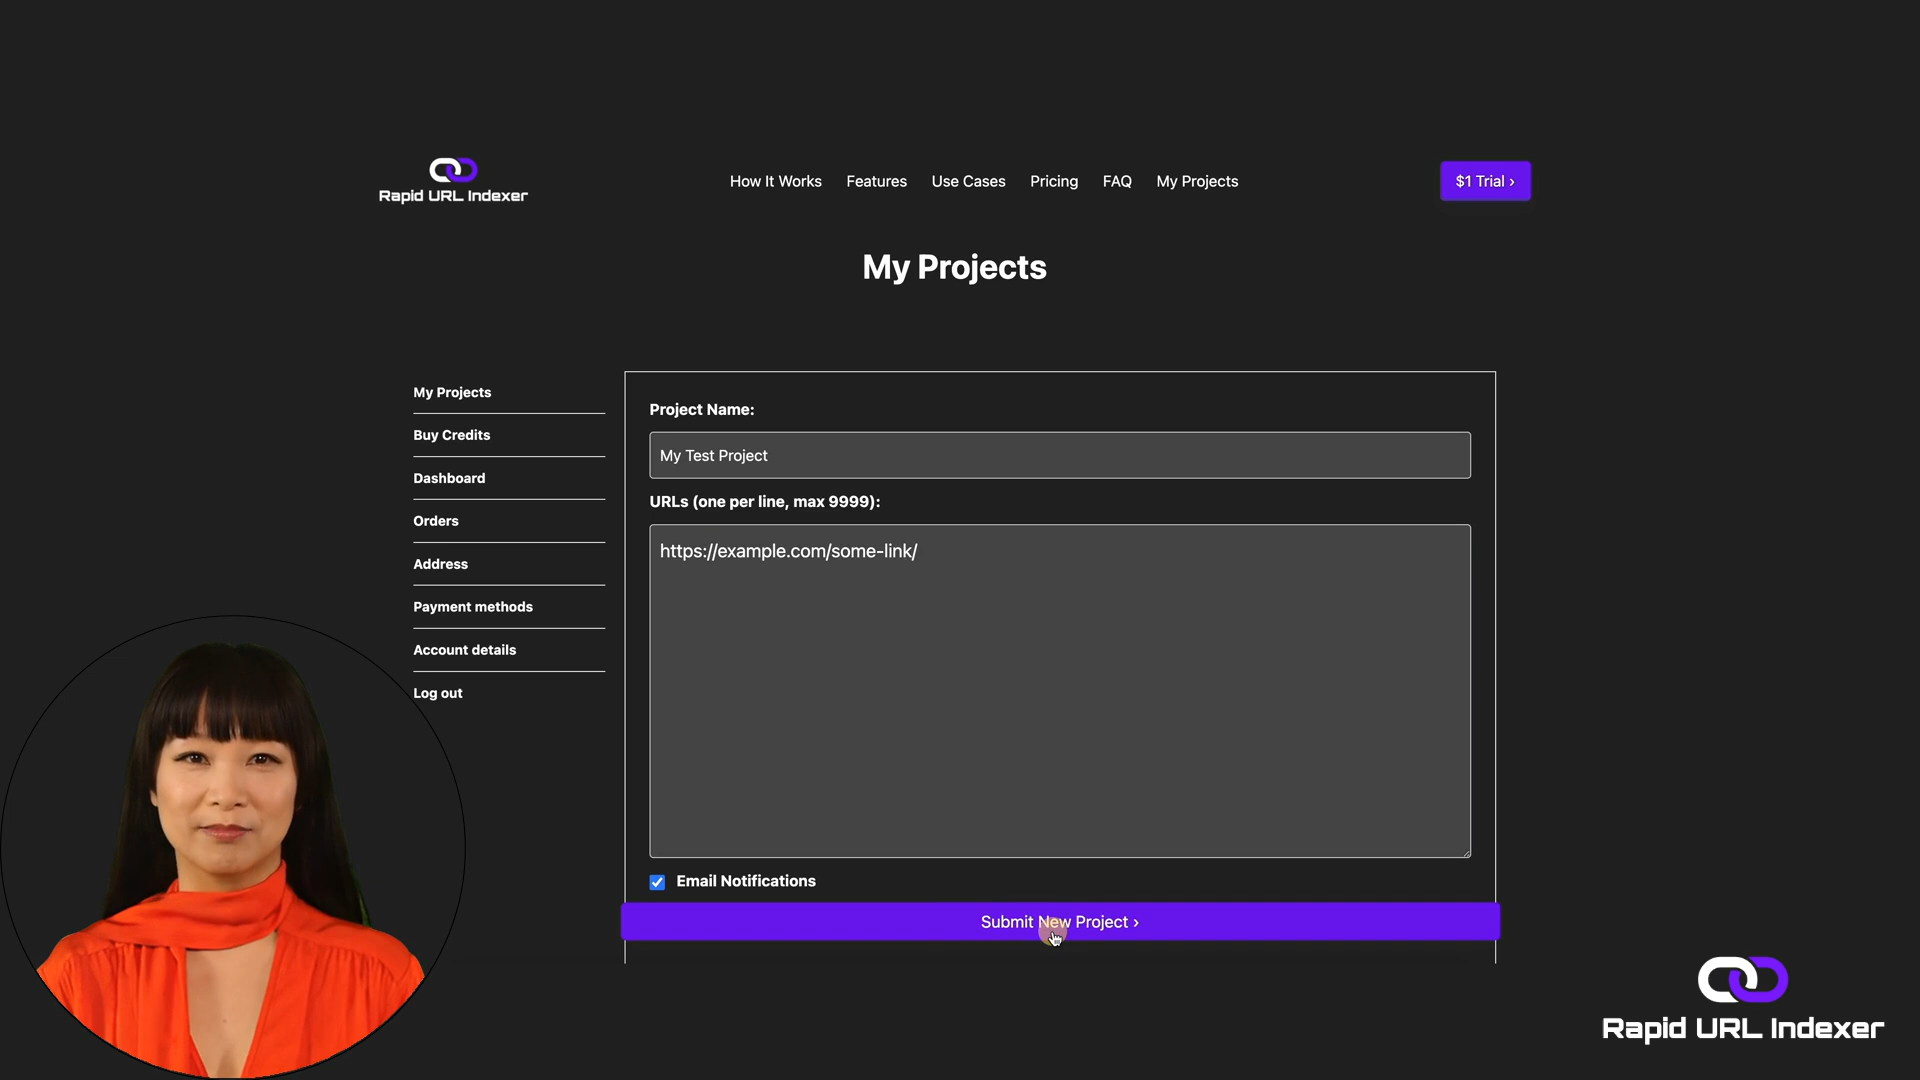 Rapid URL Indexer
How It Works
Features
Use Cases
Pricing
FAQ
My Projects
$1 Trial ›
My Projects
My Projects
Buy Credits
Dashboard
Orders
Address
Payment methods
Account details
Log out
Project Name:
My Test Project
URLs (one per line, max 9999):
https://example.com/some-link/
Email Notifications
Submit New Project ›
Rapid URL Indexer